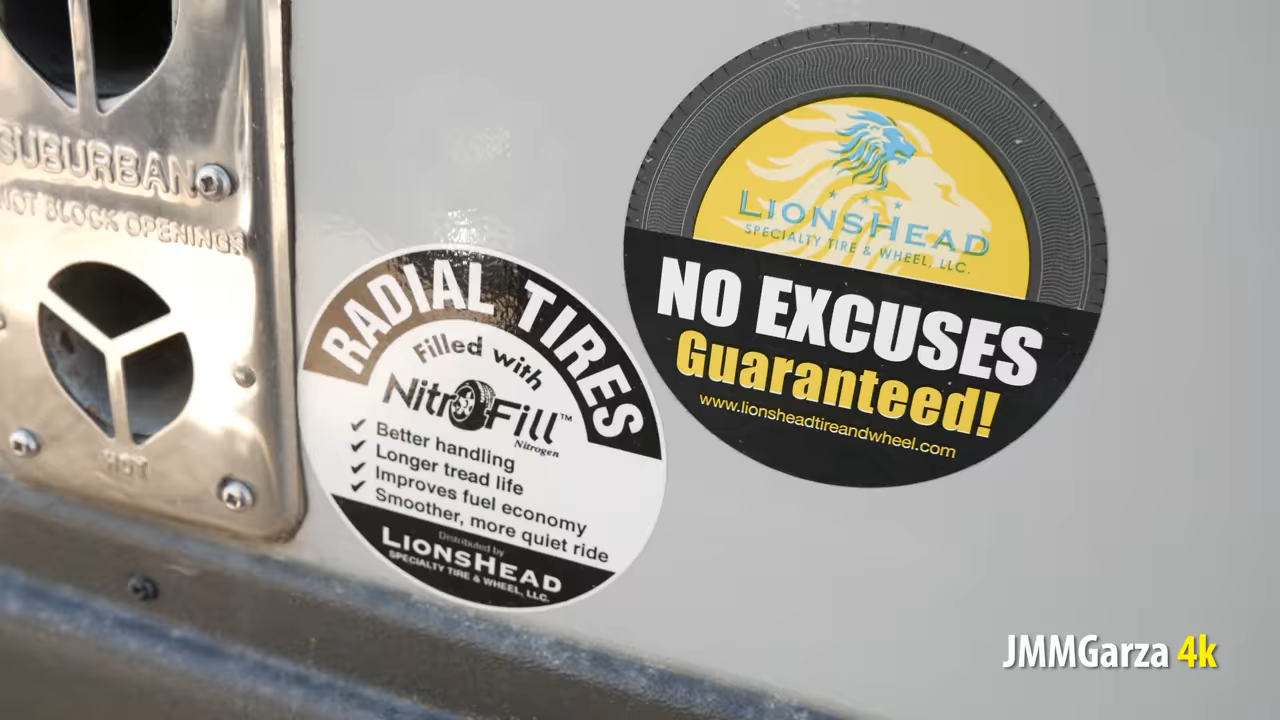 SUBURBAN
NOT BLOCK OPENINGS
HOT
RADIAL TIRES
Filled with
NitroFill™
Nitrogen
✔ Better handling
✔ Longer tread life
✔ Improves fuel economy
✔ Smoother, more quiet ride
Distributed by
LIONSHEAD
SPECIALTY TIRE & WHEEL, LLC.
LIONSHEAD
SPECIALTY TIRE & WHEEL, LLC.
NO EXCUSES
Guaranteed!
www.lionsheadtireandwheel.com
JMMGarza 4k